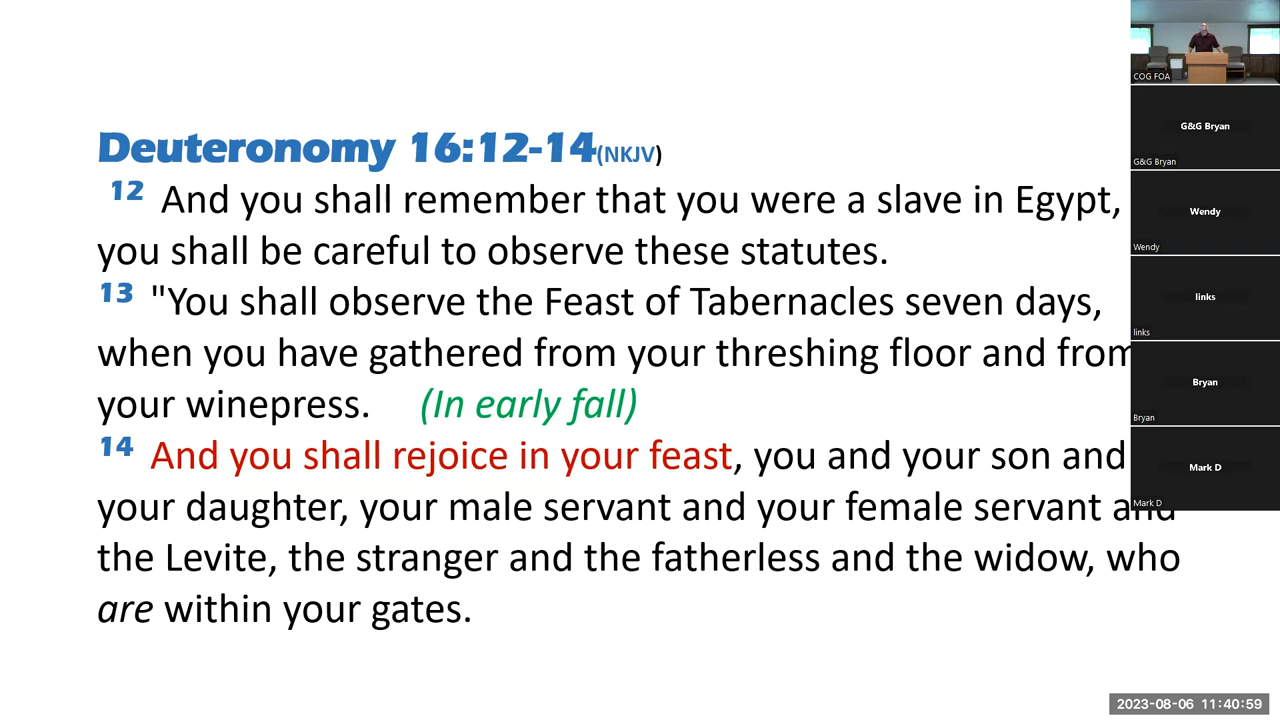 Deuteronomy 16:12-14(NKJV)
12 And you shall remember that you were a slave in Egypt,
you shall be careful to observe these statutes.
13 "You shall observe the Feast of Tabernacles seven days,
when you have gathered from your threshing floor and from
your winepress. (In early fall)
14 And you shall rejoice in your feast, you and your son and
your daughter, your male servant and your female servant and
the Levite, the stranger and the fatherless and the widow, who
are within your gates.
COG FOA
G&G Bryan
G&G Bryan
Wendy
Wendy
links
links
Bryan
Bryan
Mark D
Mark D
2023-08-06 11:40:59